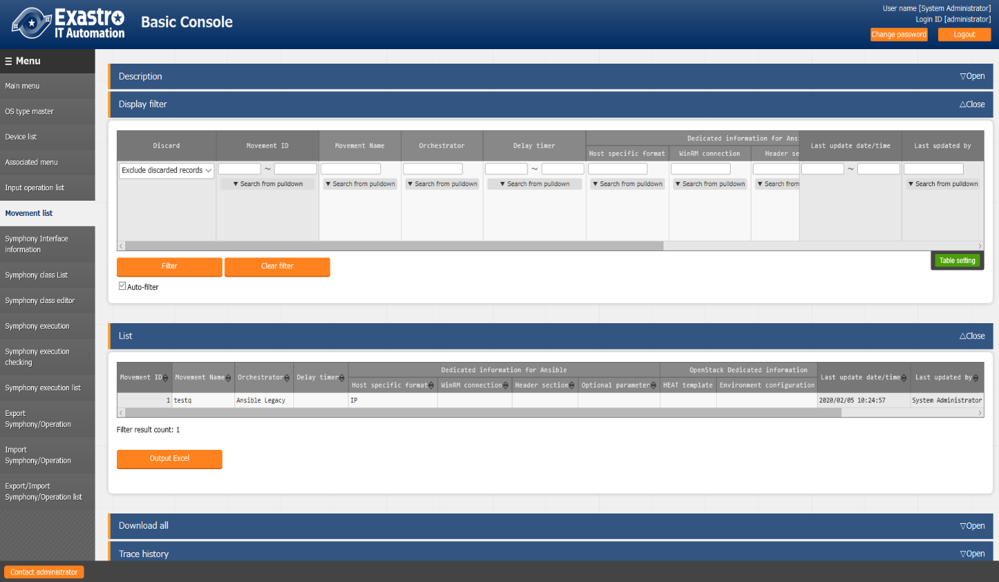 Exastro
IT Automation
Basic Console
User name [System Administrator]
Login ID [administrator]
Change password
Logout
Menu
Main menu
OS type master
Device list
Associated menu
Input operation list
Movement list
Symphony Interface
information
Symphony class List
Symphony class editor
Symphony execution
Symphony execution
checking
Symphony execution list
Export
Symphony/Operation
Import
Symphony/Operation
Export/Import
Symphony/Operation list
Description
▽Open
Display filter
△Close
Discard
Movement ID
Movement Name
Orchestrator
Delay timer
Dedicated information for Ansi
Host specific format
WinRM connection
Header se
Last update date/time
Last updated by
Exclude discarded records
~
~
~
▼ Search from pulldown
▼ Search from pulldown
▼ Search from pulldown
▼ Search from pulldown
▼ Search from pulldown
▼ Search from pulldown
▼ Search from
▼ Search from pulldown
Filter
Clear filter
Table setting
Auto-filter
List
△Close
Movement ID
Movement Name
Orchestrator
Delay timer
Dedicated information for Ansible
Host specific format
WinRM connection
Header section
Optional parameter
OpenStack Dedicated information
HEAT template
Environment configuration
Last update date/time
Last updated by
1
testq
Ansible Legacy
IP
2020/02/05 10:24:57
System Administrator
Filter result count: 1
Output Excel
Download all
▽Open
Trace history
▽Open
Contact administrator